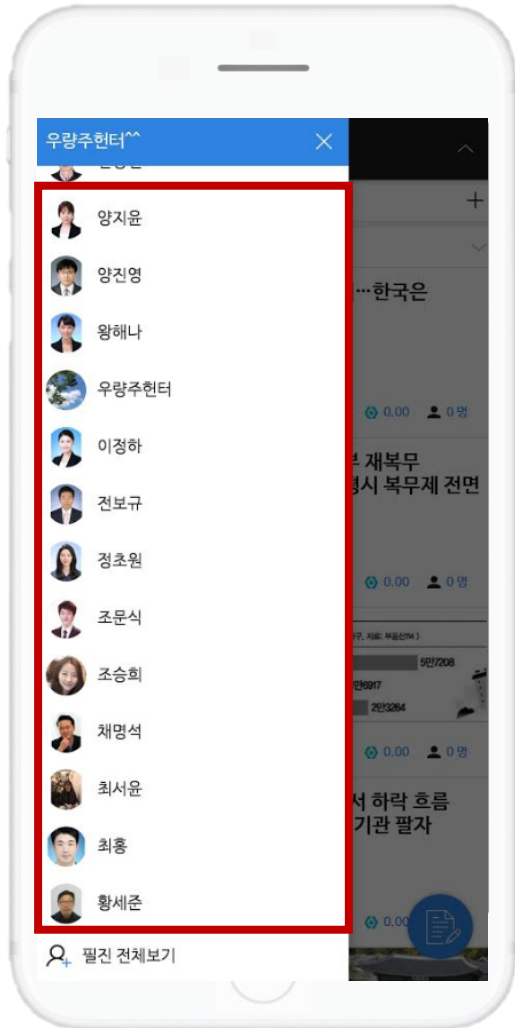 우량주헌터^^
양지윤
양진영
왕해나
우량주헌터
이정하
전보규
정초원
조문식
조승희
채명석
최서윤
최홍
황세준
필진 전체보기
…한국은
0.00 0명
재복무
시 복무제 전면
0.00 0명
5만7208
2만3264
0.00 0명
서 하락 흐름
기관 팔자
0.00